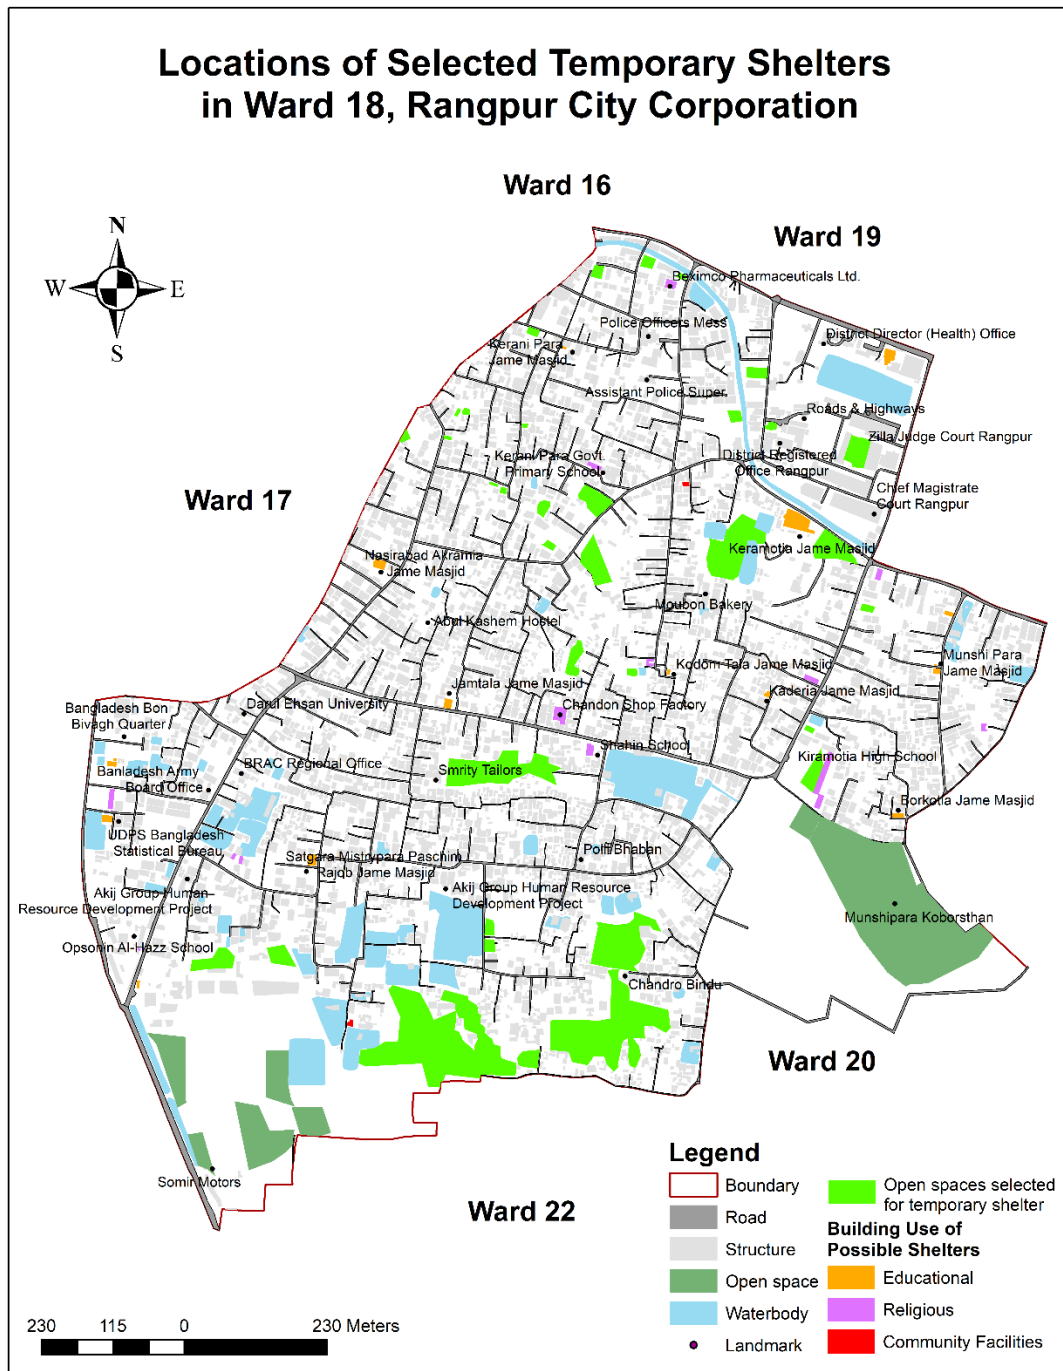 Locations of Selected Temporary Shelters
in Ward 18, Rangpur City Corporation
Ward 16
Ward 19
N
W
E
S
Beximco Pharmaceuticals Ltd.
Police Officers Mess
District Director (Health) Office
Kerani Para
Jame Masjid
Assistant Police Super.
Roads & Highways
Zilla Judge Court Rangpur
Kerani Para Govt.
Primary School
District Registered
Office Rangpur
Chief Magistrate
Court Rangpur
Ward 17
Keramotia Jame Masjid
Nasirabad Akramia
Jame Masjid
Moubon Bakery
Abul Kashem Hostel
Munshi Para
Jame Masjid
Kodom Tala Jame Masjid
Jamtala Jame Masjid
Kaderia Jame Masjid
Bangladesh Bon
Bivagh Quarter
Darul Ehsan University
Chandon Shop Factory
Shahin School
Kiramotia High School
BRAC Regional Office
Smrity Tailors
Banladesh Army
Board Office
Borkotia Jame Masjid
UDPS Bangladesh
Statistical Bureau
Satgara Mistrypara Paschim
Rajob Jame Masjid
Polli Bhaban
Akij Group Human
Resource Development Project
Akij Group Human Resource
Development Project
Munshipara Koborsthan
Opsonin Al-Hazz School
Chandro Bindu
Ward 20
Somir Motors
Ward 22
Legend
Boundary
Road
Structure
Open space
Waterbody
Landmark
Open spaces selected
for temporary shelter
Building Use of
Possible Shelters
Educational
Religious
Community Facilities
230 115 0 230 Meters